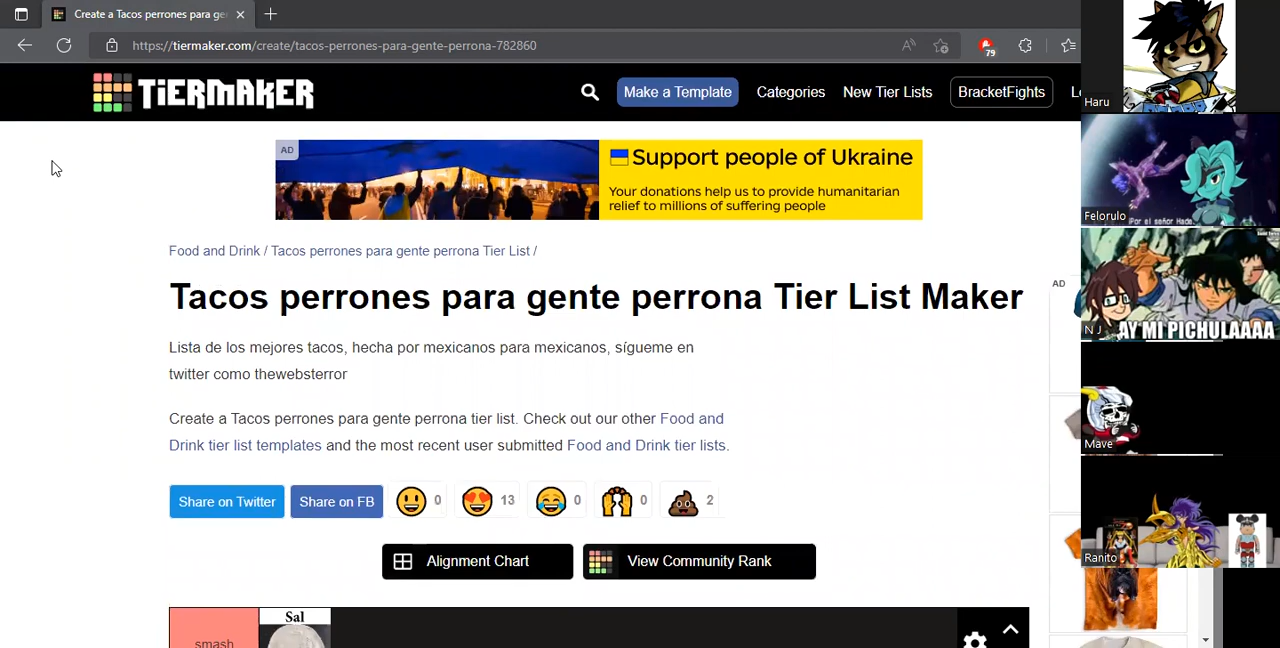 Create a Tacos perrones para ge
https://tiermaker.com/create/tacos-perrones-para-gente-perrona-782860
79
TiERMAKER
Make a Template
Categories
New Tier Lists
BracketFights
AD
Support people of Ukraine
Your donations help us to provide humanitarian
relief to millions of suffering people
Food and Drink / Tacos perrones para gente perrona Tier List /
Tacos perrones para gente perrona Tier List Maker
AD
Lista de los mejores tacos, hecha por mexicanos para mexicanos, sígueme en
twitter como thewebsterror
Create a Tacos perrones para gente perrona tier list. Check out our other Food and
Drink tier list templates and the most recent user submitted Food and Drink tier lists.
Share on Twitter
Share on FB
0
13
0
0
2
Alignment Chart
View Community Rank
smash
Sal
Haru
Felorulo
¡Por el señor Hades.
N J
AY MI PICHULAAAA
Mave
Ranito